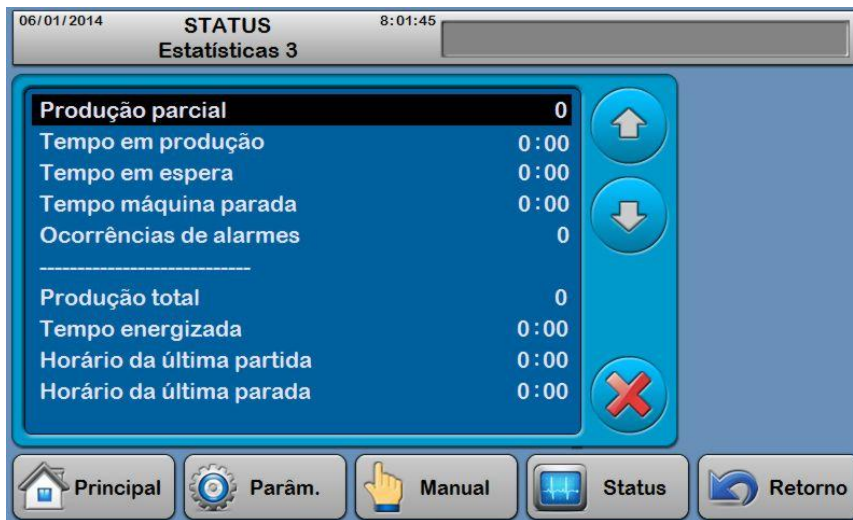 06/01/2014 STATUS 8:01:45
Estatísticas 3
Produção parcial 0
Tempo em produção 0:00
Tempo em espera 0:00
Tempo máquina parada 0:00
Ocorrências de alarmes 0
----------------------------
Produção total 0
Tempo energizada 0:00
Horário da última partida 0:00
Horário da última parada 0:00
Principal Parâm. Manual Status Retorno